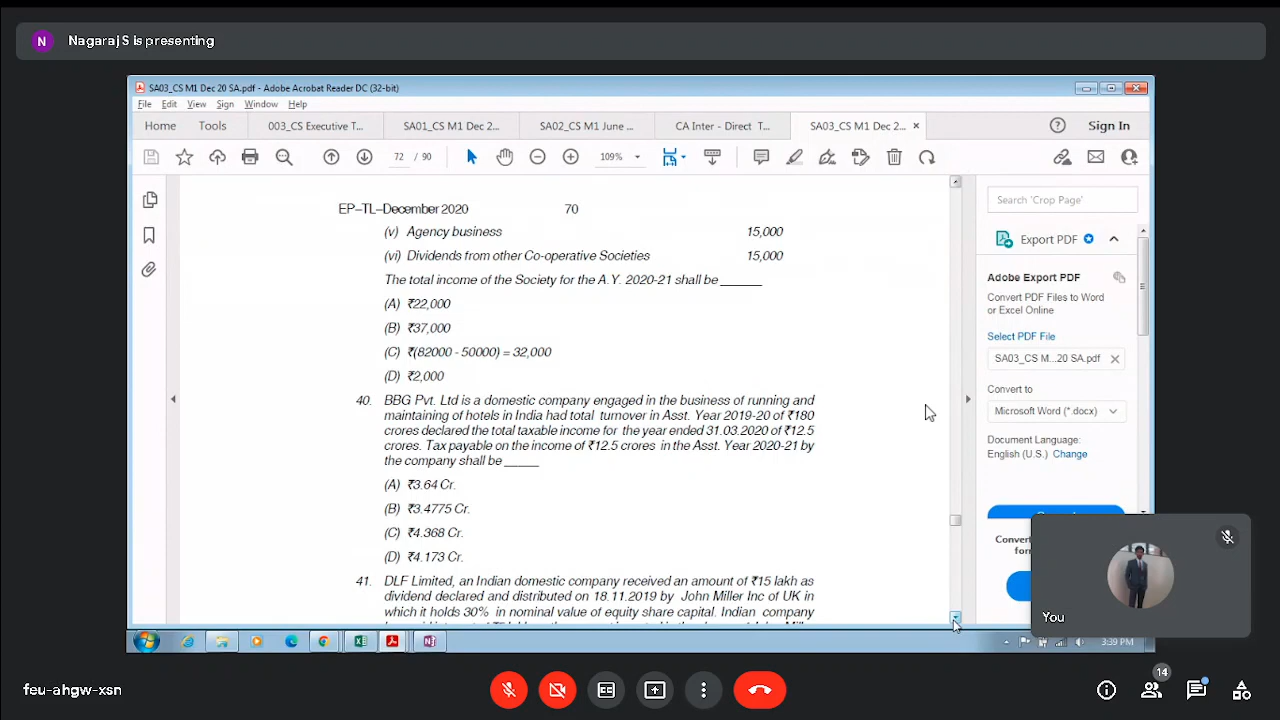 N Nagaraj S is presenting
SA03_CS M1 Dec 20 SA.pdf - Adobe Acrobat Reader DC (32-bit)
File Edit View Sign Window Help
Home Tools 003_CS Executive T... SA01_CS M1 Dec 2... SA02_CS M1 June ... CA Inter - Direct T... SA03_CS M1 Dec 2... × Sign In
72 / 90 109%
EP–TL–December 2020 70
(v) Agency business 15,000
(vi) Dividends from other Co-operative Societies 15,000
The total income of the Society for the A.Y. 2020-21 shall be ______
(A) ₹22,000
(B) ₹37,000
(C) ₹(82000 - 50000) = 32,000
(D) ₹2,000
40. BBG Pvt. Ltd is a domestic company engaged in the business of running and
maintaining of hotels in India had total turnover in Asst. Year 2019-20 of ₹180
crores declared the total taxable income for the year ended 31.03.2020 of ₹12.5
crores. Tax payable on the income of ₹12.5 crores in the Asst. Year 2020-21 by
the company shall be _____
(A) ₹3.64 Cr.
(B) ₹3.4775 Cr.
(C) ₹4.368 Cr.
(D) ₹4.173 Cr.
41. DLF Limited, an Indian domestic company received an amount of ₹15 lakh as
dividend declared and distributed on 18.11.2019 by John Miller Inc of UK in
which it holds 30% in nominal value of equity share capital. Indian company
Search 'Crop Page'
Export PDF
Adobe Export PDF
Convert PDF Files to Word
or Excel Online
Select PDF File
SA03_CS M...20 SA.pdf ×
Convert to
Microsoft Word (*.docx)
Document Language:
English (U.S.) Change
You
3:39 PM
feu-ahgw-xsn
14